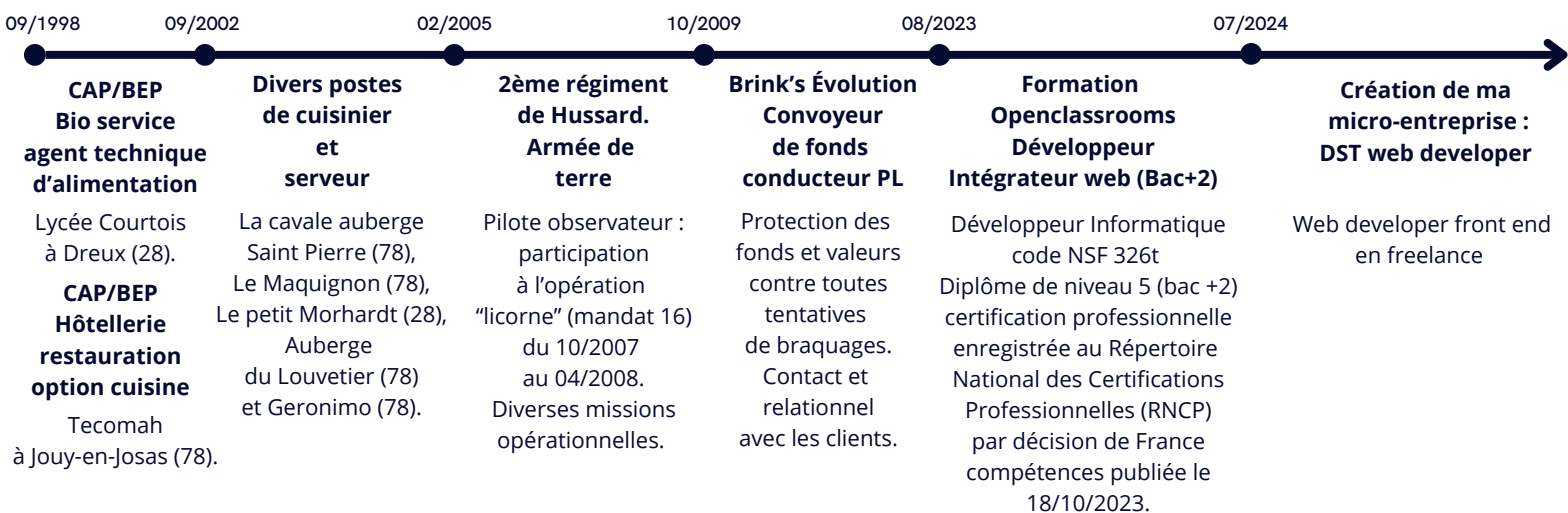 09/1998
09/2002
02/2005
10/2009
08/2023
07/2024
CAP/BEP
Bio service
agent technique
d’alimentation
Lycée Courtois
à Dreux (28).
CAP/BEP
Hôtellerie
restauration
option cuisine
Tecomah
à Jouy-en-Josas (78).
Divers postes
de cuisinier
et
serveur
La cavale auberge
Saint Pierre (78),
Le Maquignon (78),
Le petit Morhardt (28),
Auberge
du Louvetier (78)
et Geronimo (78).
2ème régiment
de Hussard.
Armée de
terre
Pilote observateur :
participation
à l’opération
“licorne” (mandat 16)
du 10/2007
au 04/2008.
Diverses missions
opérationnelles.
Brink’s Évolution
Convoyeur
de fonds
conducteur PL
Protection des
fonds et valeurs
contre toutes
tentatives
de braquages.
Contact et
relationnel
avec les clients.
Formation
Openclassrooms
Développeur
Intégrateur web (Bac+2)
Développeur Informatique
code NSF 326t
Diplôme de niveau 5 (bac +2)
certification professionnelle
enregistrée au Répertoire
National des Certifications
Professionnelles (RNCP)
par décision de France
compétences publiée le
18/10/2023.
Création de ma
micro-entreprise :
DST web developer
Web developer front end
en freelance